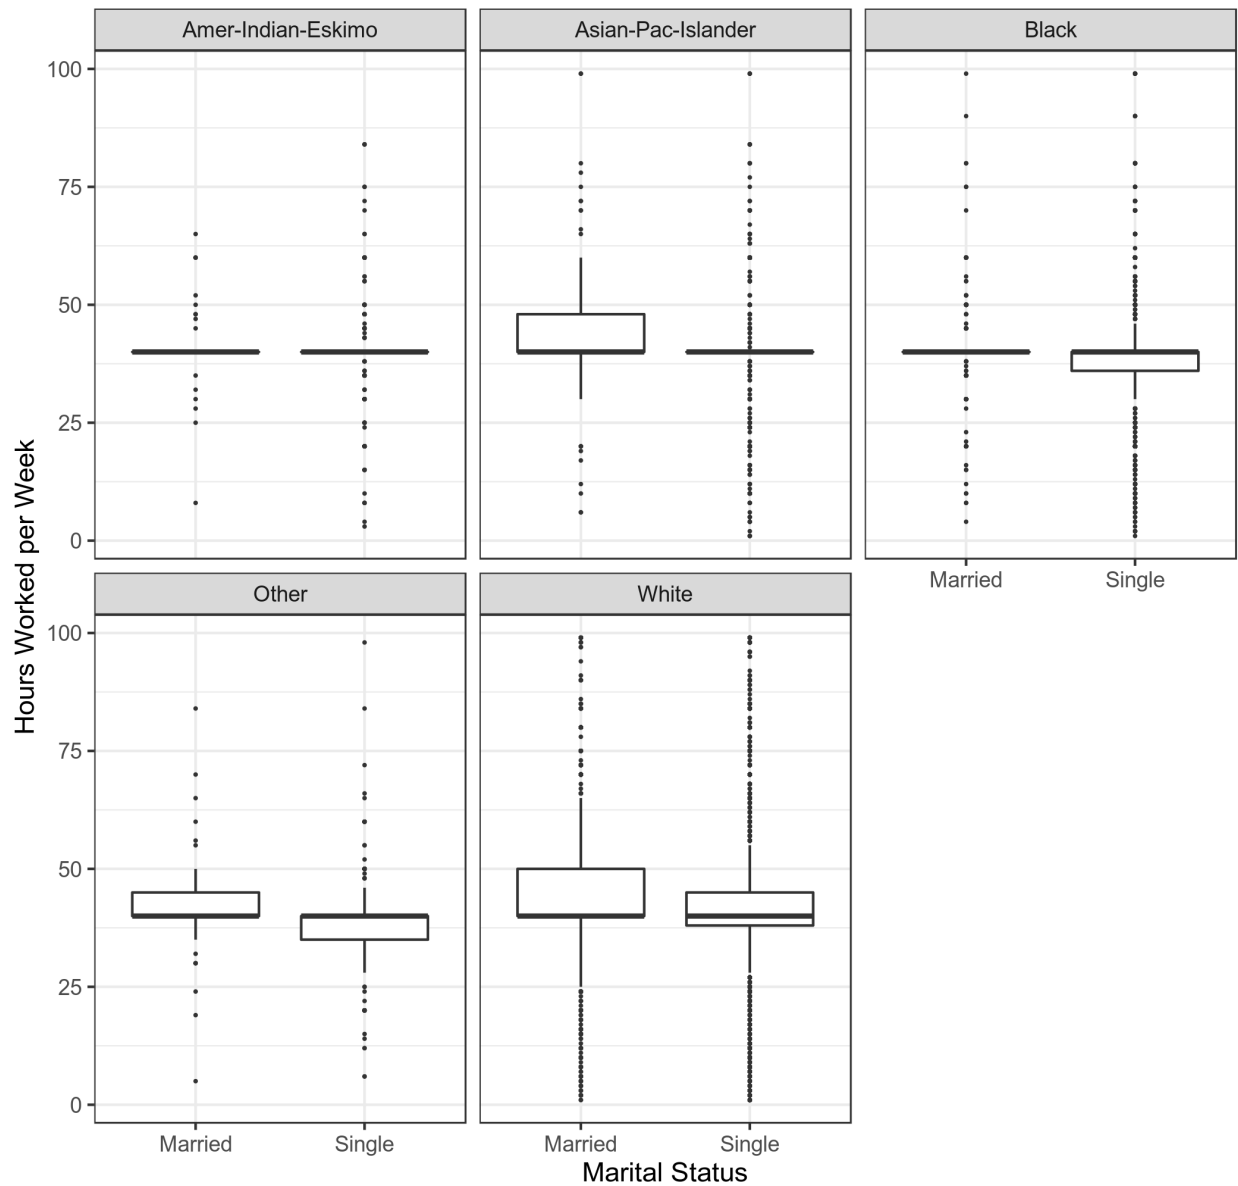 Amer-Indian-Eskimo
Asian-Pac-Islander
Black
100
75
50
25
0
Married
Single
Other
White
100
75
50
25
0
Married
Single
Married
Single
Hours Worked per Week
Marital Status